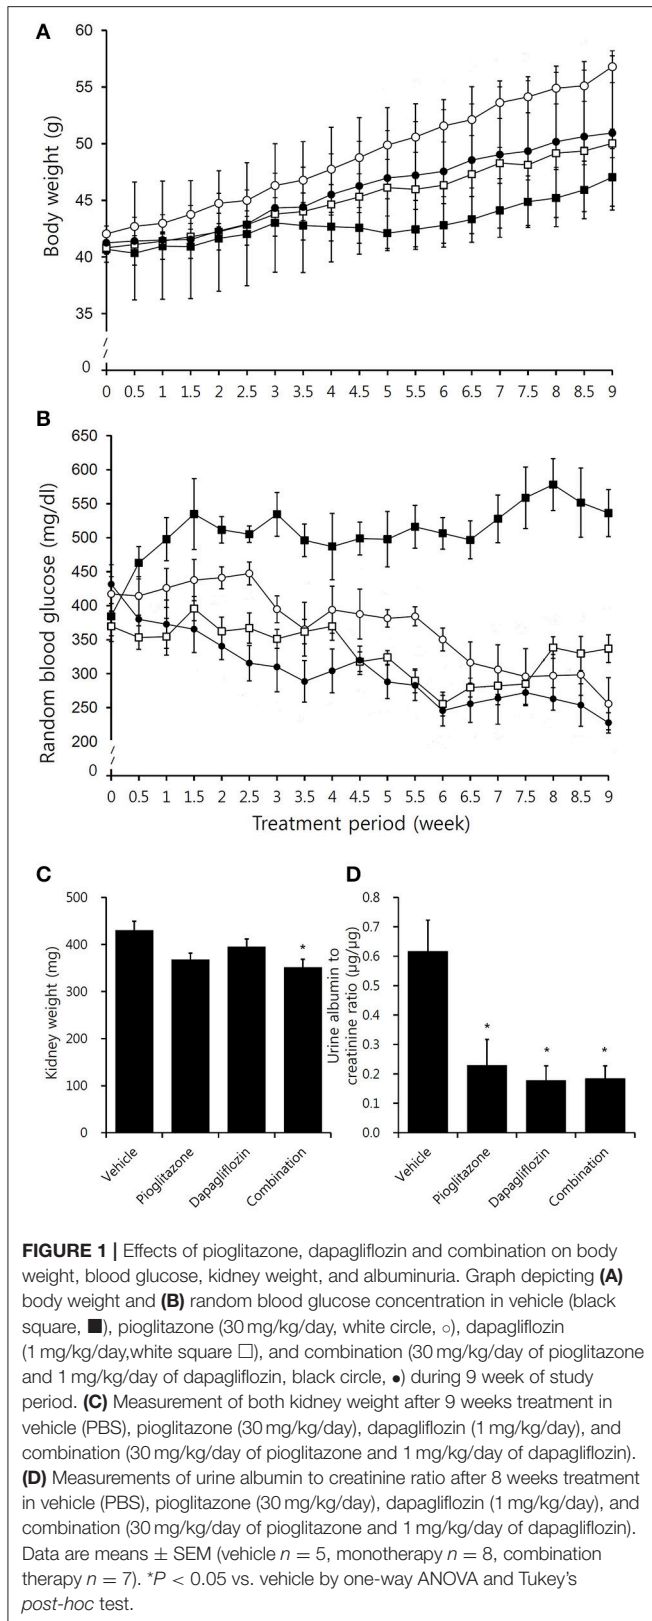 A
Body weight (g)
60
55
50
45
40
35
0
0 0.5 1 1.5 2 2.5 3 3.5 4 4.5 5 5.5 6 6.5 7 7.5 8 8.5 9
B
Random blood glucose (mg/dl)
650
600
550
500
450
400
350
300
250
200
0
0 0.5 1 1.5 2 2.5 3 3.5 4 4.5 5 5.5 6 6.5 7 7.5 8 8.5 9
Treatment period (week)
C
Kidney weight (mg)
500
400
300
200
100
0
*
Vehicle
Pioglitazone
Dapagliflozin
Combination
D
Urine albumin to
creatinine ratio (µg/µg)
0.8
0.7
0.6
0.5
0.4
0.3
0.2
0.1
0.0
* * *
Vehicle
Pioglitazone
Dapagliflozin
Combination
FIGURE 1 | Effects of pioglitazone, dapagliflozin and combination on body
weight, blood glucose, kidney weight, and albuminuria. Graph depicting (A)
body weight and (B) random blood glucose concentration in vehicle (black
square, ■), pioglitazone (30 mg/kg/day, white circle, ○), dapagliflozin
(1 mg/kg/day,white square □), and combination (30 mg/kg/day of pioglitazone
and 1 mg/kg/day of dapagliflozin, black circle, ●) during 9 week of study
period. (C) Measurement of both kidney weight after 9 weeks treatment in
vehicle (PBS), pioglitazone (30 mg/kg/day), dapagliflozin (1 mg/kg/day), and
combination (30 mg/kg/day of pioglitazone and 1 mg/kg/day of dapagliflozin).
(D) Measurements of urine albumin to creatinine ratio after 8 weeks treatment
in vehicle (PBS), pioglitazone (30 mg/kg/day), dapagliflozin (1 mg/kg/day), and
combination (30 mg/kg/day of pioglitazone and 1 mg/kg/day of dapagliflozin).
Data are means ± SEM (vehicle n = 5, monotherapy n = 8, combination
therapy n = 7). *P < 0.05 vs. vehicle by one-way ANOVA and Tukey's
post-hoc test.